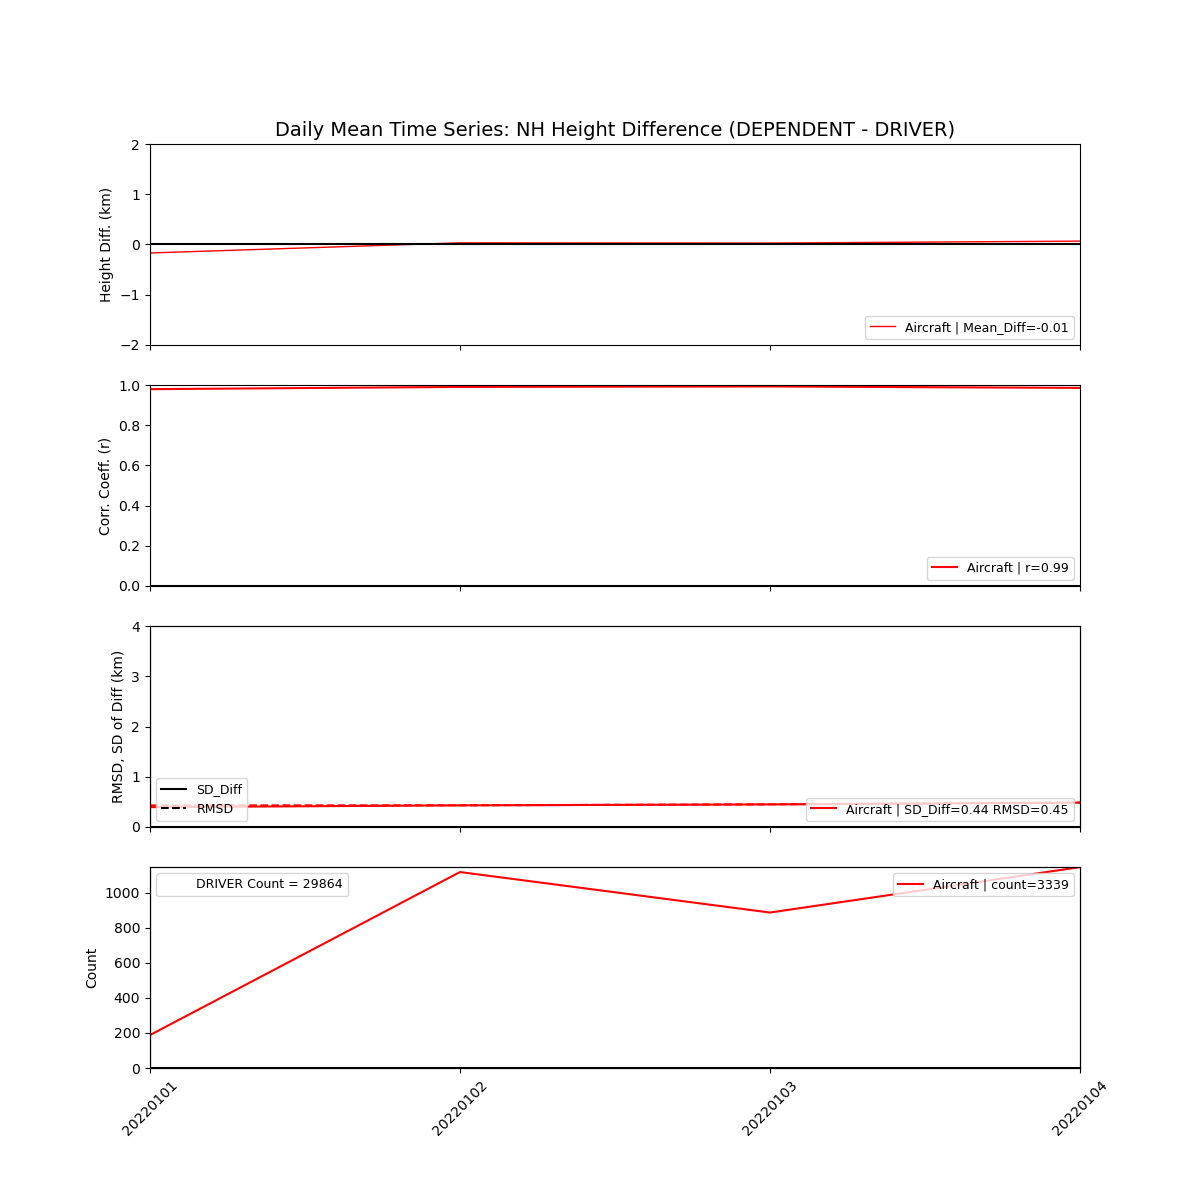 Daily Mean Time Series: NH Height Difference (DEPENDENT - DRIVER)
Height Diff. (km)
2
1
0
−1
−2
Aircraft | Mean_Diff=-0.01
Corr. Coeff. (r)
1.0
0.8
0.6
0.4
0.2
0.0
Aircraft | r=0.99
RMSD, SD of Diff (km)
4
3
2
1
0
SD_Diff
RMSD
Aircraft | SD_Diff=0.44 RMSD=0.45
Count
1000
800
600
400
200
0
DRIVER Count = 29864
Aircraft | count=3339
20220101
20220102
20220103
20220104